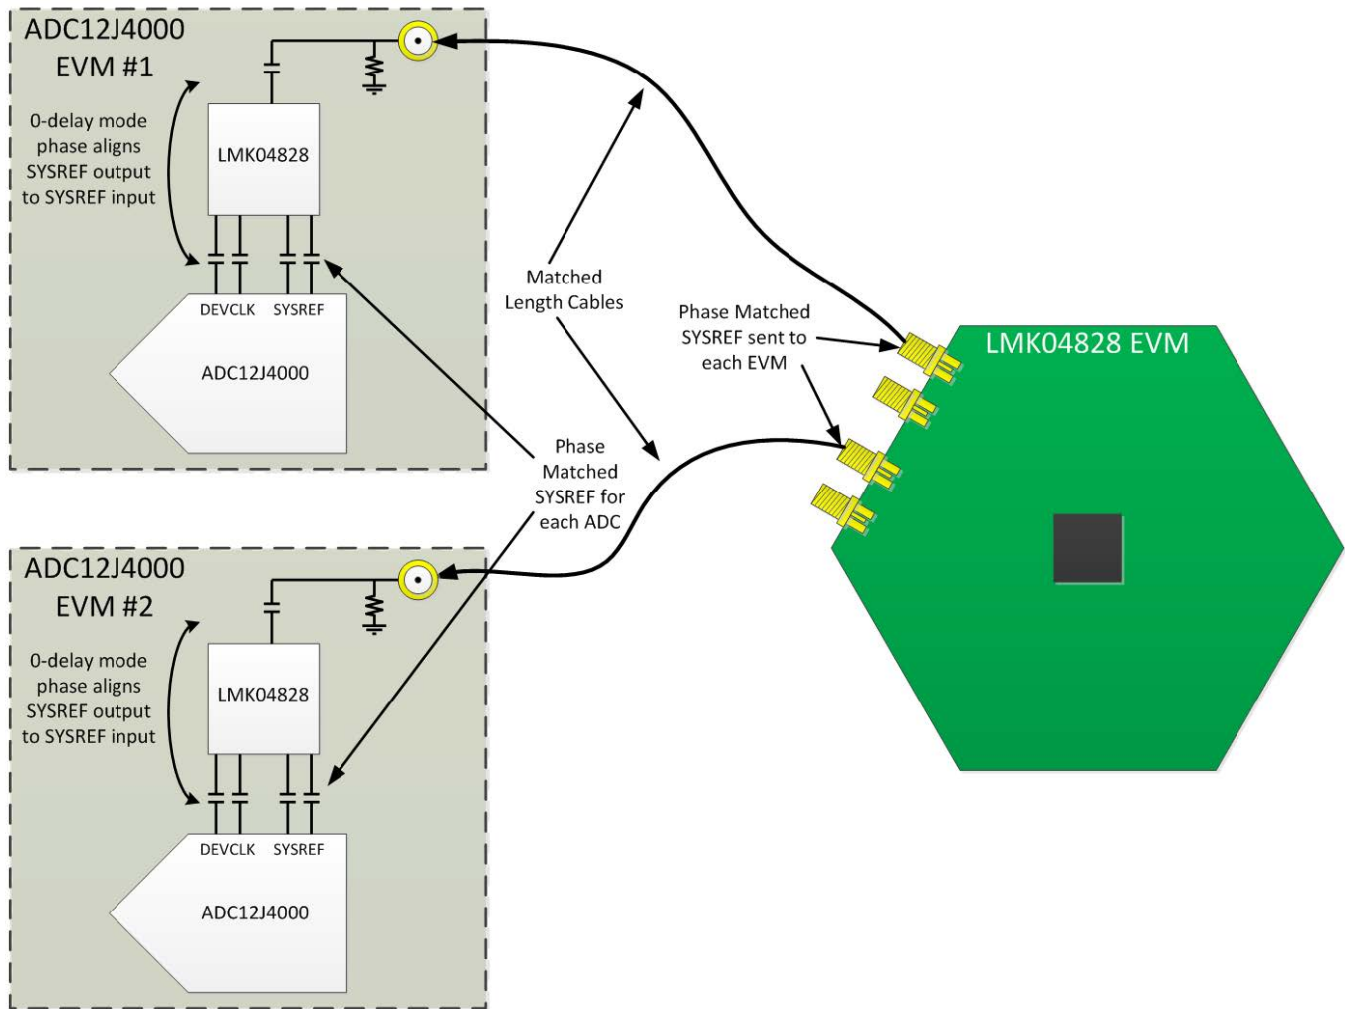 ADC12J4000
EVM #1
0-delay mode
phase aligns
SYSREF output
to SYSREF input
LMK04828
DEVCLK SYSREF
ADC12J4000
Matched
Length Cables
Phase Matched
SYSREF sent to
each EVM
LMK04828 EVM
Phase
Matched
SYSREF for
each ADC
ADC12J4000
EVM #2
0-delay mode
phase aligns
SYSREF output
to SYSREF input
LMK04828
DEVCLK SYSREF
ADC12J4000